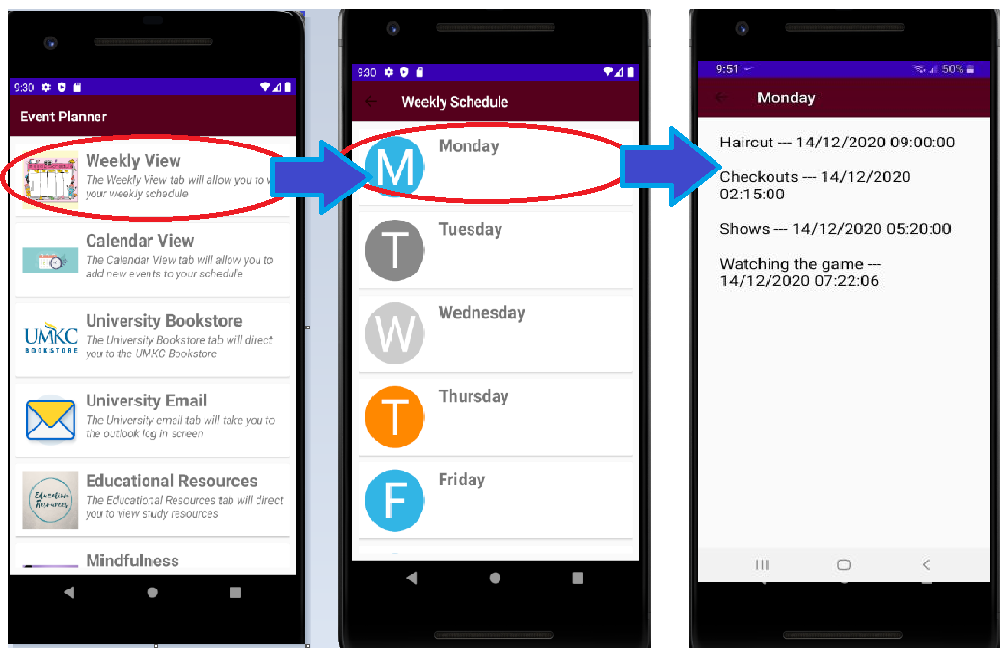 9:30
Event Planner
Weekly View
The Weekly View tab will allow you to
your weekly schedule
Calendar View
The Calendar View tab will allow you to
add new events to your schedule
UMKC
BOOKSTORE
University Bookstore
The University Bookstore tab will direct
you to the UMKC Bookstore
University Email
The University email tab will take you to
the outlook log in screen
Education
Resources
Educational Resources
The Educational Resources tab will direct
you to view study resources
Mindfulness
9:30
Weekly Schedule
M
Monday
T
Tuesday
W
Wednesday
T
Thursday
F
Friday
9:51
50%
Monday
Haircut --- 14/12/2020 09:00:00
Checkouts --- 14/12/2020
02:15:00
Shows --- 14/12/2020 05:20:00
Watching the game ---
14/12/2020 07:22:06